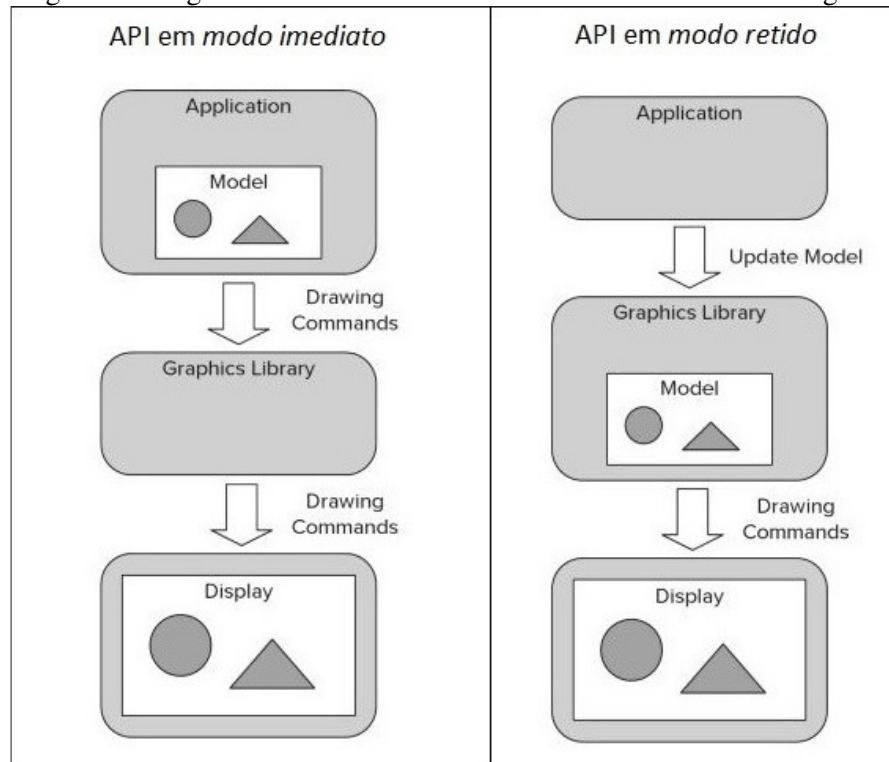 API em modo imediato
Application
Model
Drawing
Commands
Graphics Library
Drawing
Commands
Display
API em modo retido
Application
Update Model
Graphics Library
Model
Drawing
Commands
Display